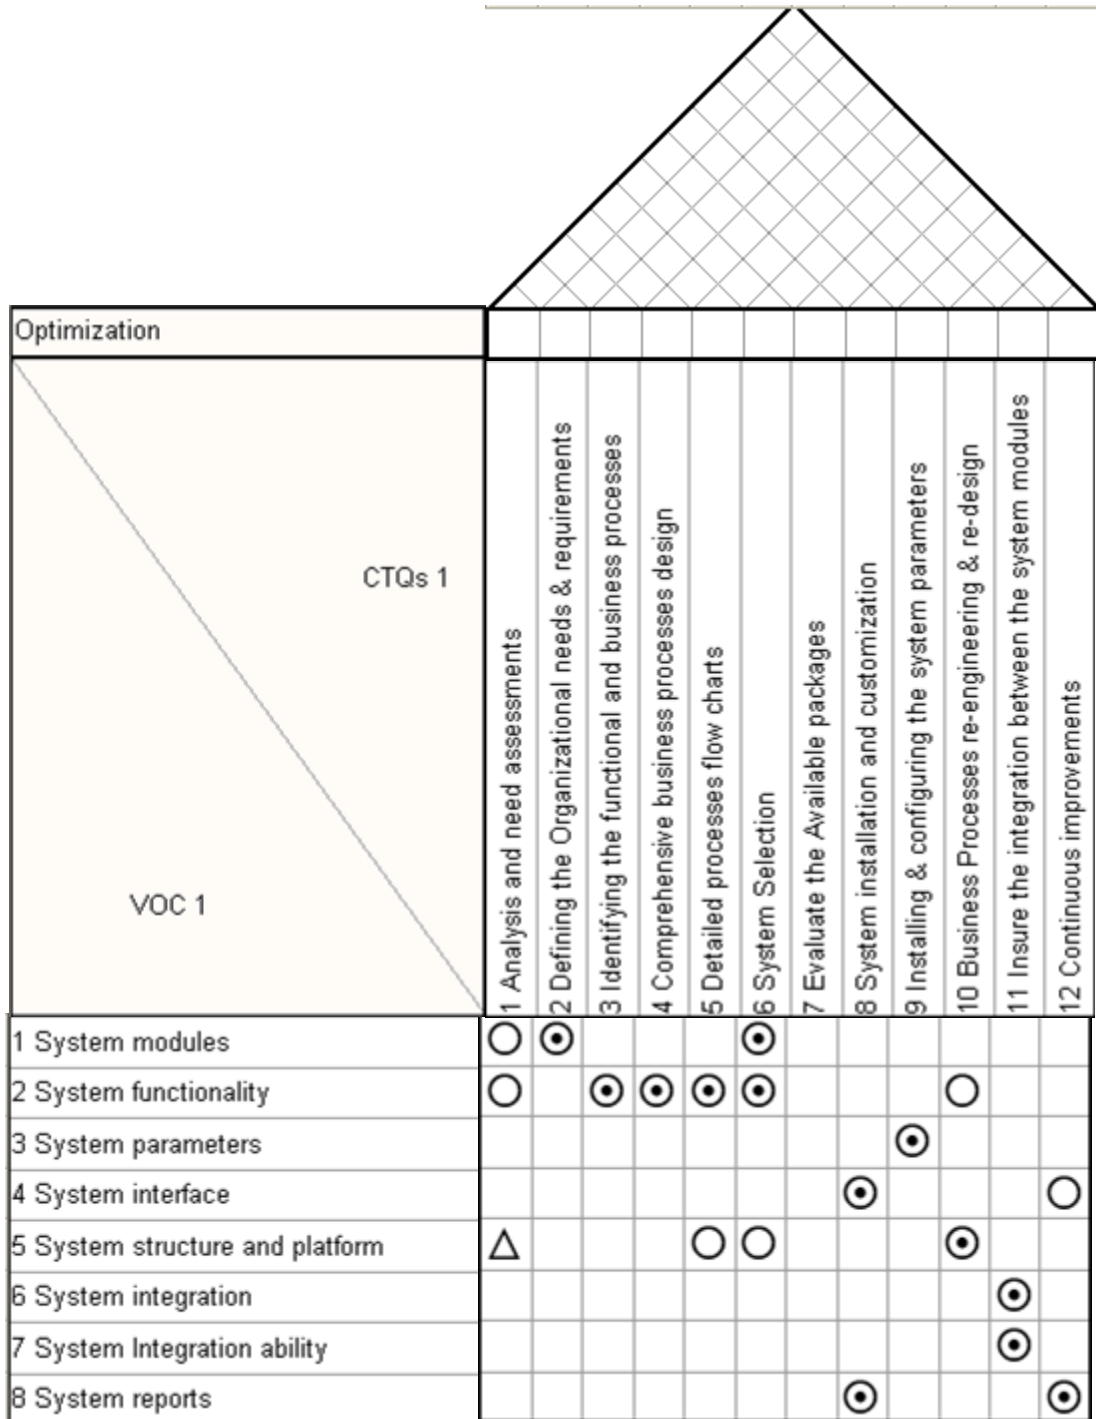 Optimization
CTQs 1
VOC 1
1 Analysis and need assessments
2 Defining the Organizational needs & requirements
3 Identifying the functional and business processes
4 Comprehensive business processes design
5 Detailed processes flow charts
6 System Selection
7 Evaluate the Available packages
8 System installation and customization
9 Installing & configuring the system parameters
10 Business Processes re-engineering & re-design
11 Insure the integration between the system modules
12 Continuous improvements
1 System modules
2 System functionality
3 System parameters
4 System interface
5 System structure and platform
6 System integration
7 System Integration ability
8 System reports